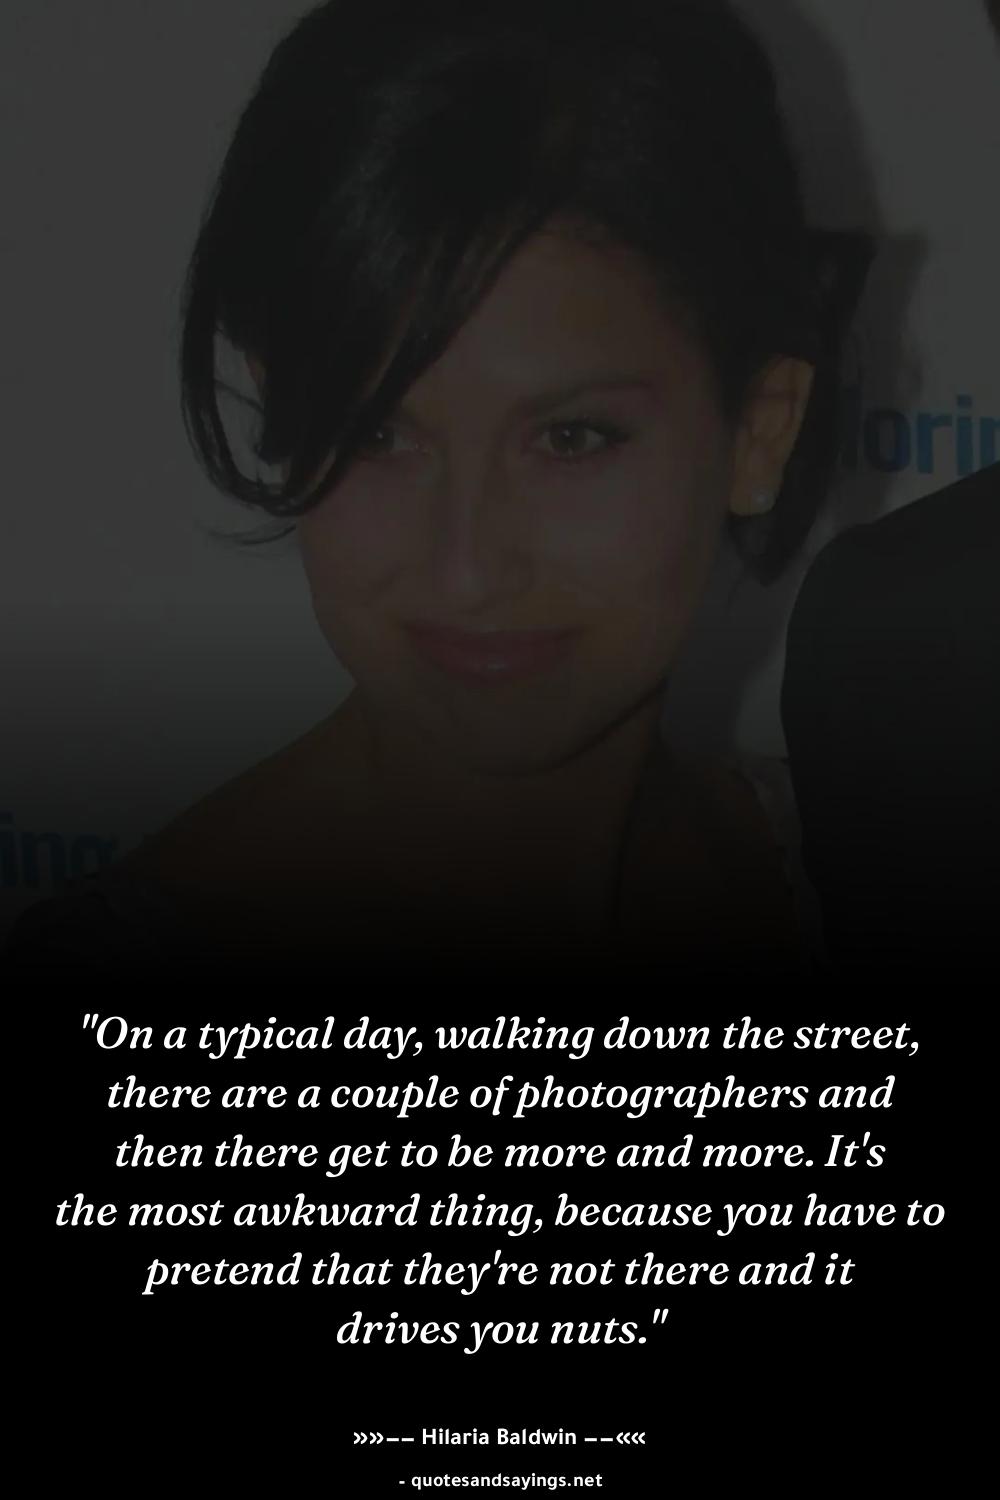 lorin
ing
"On a typical day, walking down the street,
there are a couple of photographers and
then there get to be more and more. It's
the most awkward thing, because you have to
pretend that they're not there and it
drives you nuts."
»»—— Hilaria Baldwin ——««
- quotesandsayings.net